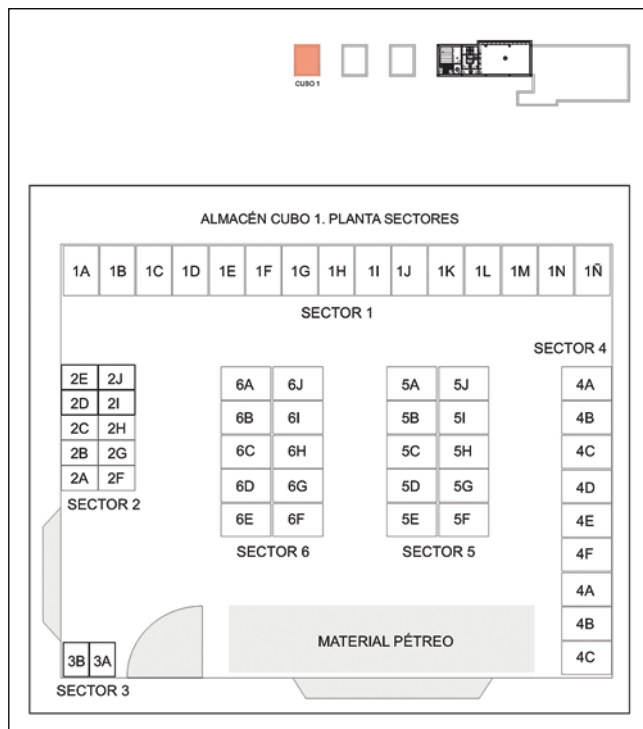 CUBO 1
ALMACÉN CUBO 1. PLANTA SECTORES
1A 1B 1C 1D 1E 1F 1G 1H 1I 1J 1K 1L 1M 1N 1Ñ
SECTOR 1
SECTOR 4
2E 2J
2D 2I
2C 2H
2B 2G
2A 2F
SECTOR 2
6A 6J
6B 6I
6C 6H
6D 6G
6E 6F
SECTOR 6
5A 5J
5B 5I
5C 5H
5D 5G
5E 5F
SECTOR 5
4A
4B
4C
4D
4E
4F
4A
4B
4C
MATERIAL PÉTREO
3B 3A
SECTOR 3